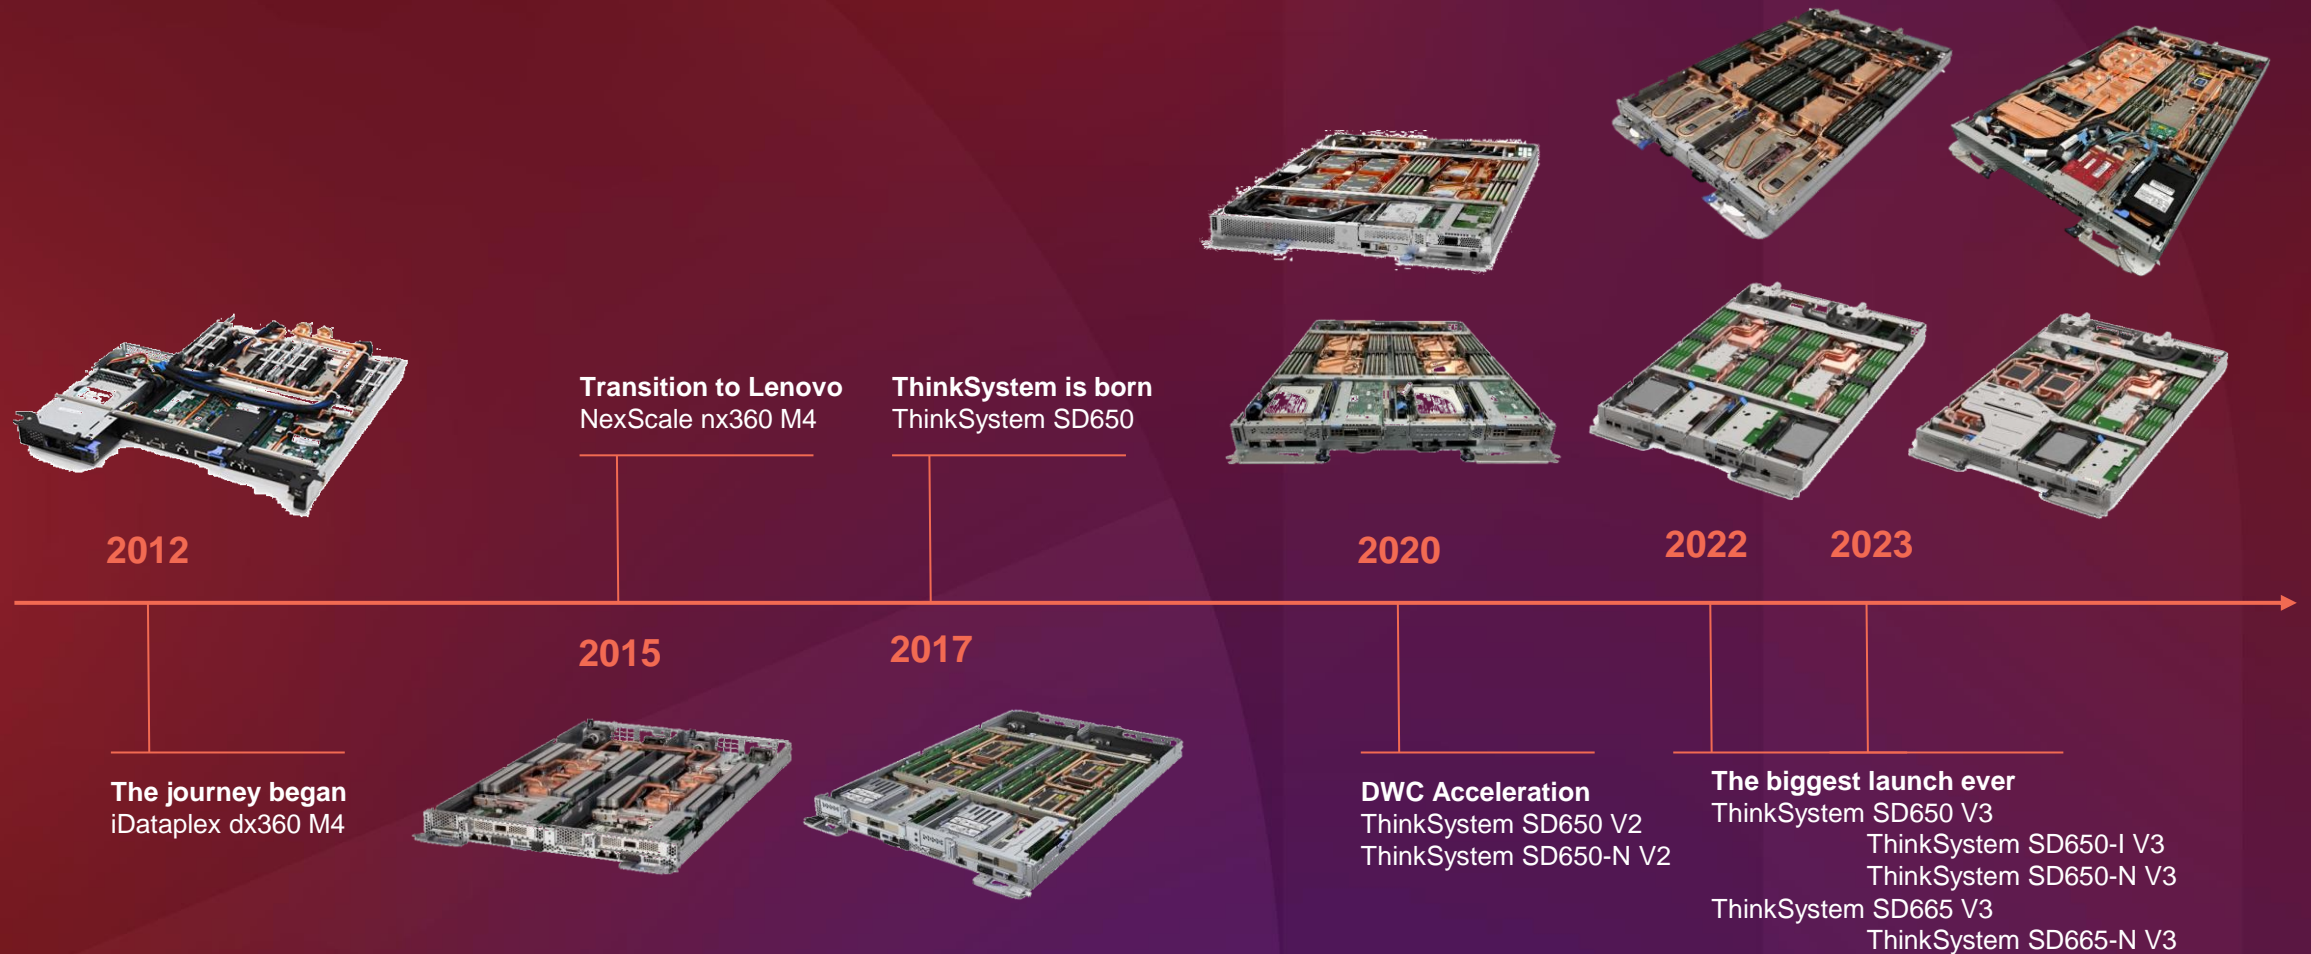 Transition to Lenovo
NexScale nx360 M4
ThinkSystem is born
ThinkSystem SD650
2012
2020
2022
2023
2015
2017
The journey began
iDataplex dx360 M4
DWC Acceleration
ThinkSystem SD650 V2
ThinkSystem SD650-N V2
The biggest launch ever
ThinkSystem SD650 V3
ThinkSystem SD650-I V3
ThinkSystem SD650-N V3
ThinkSystem SD665 V3
ThinkSystem SD665-N V3